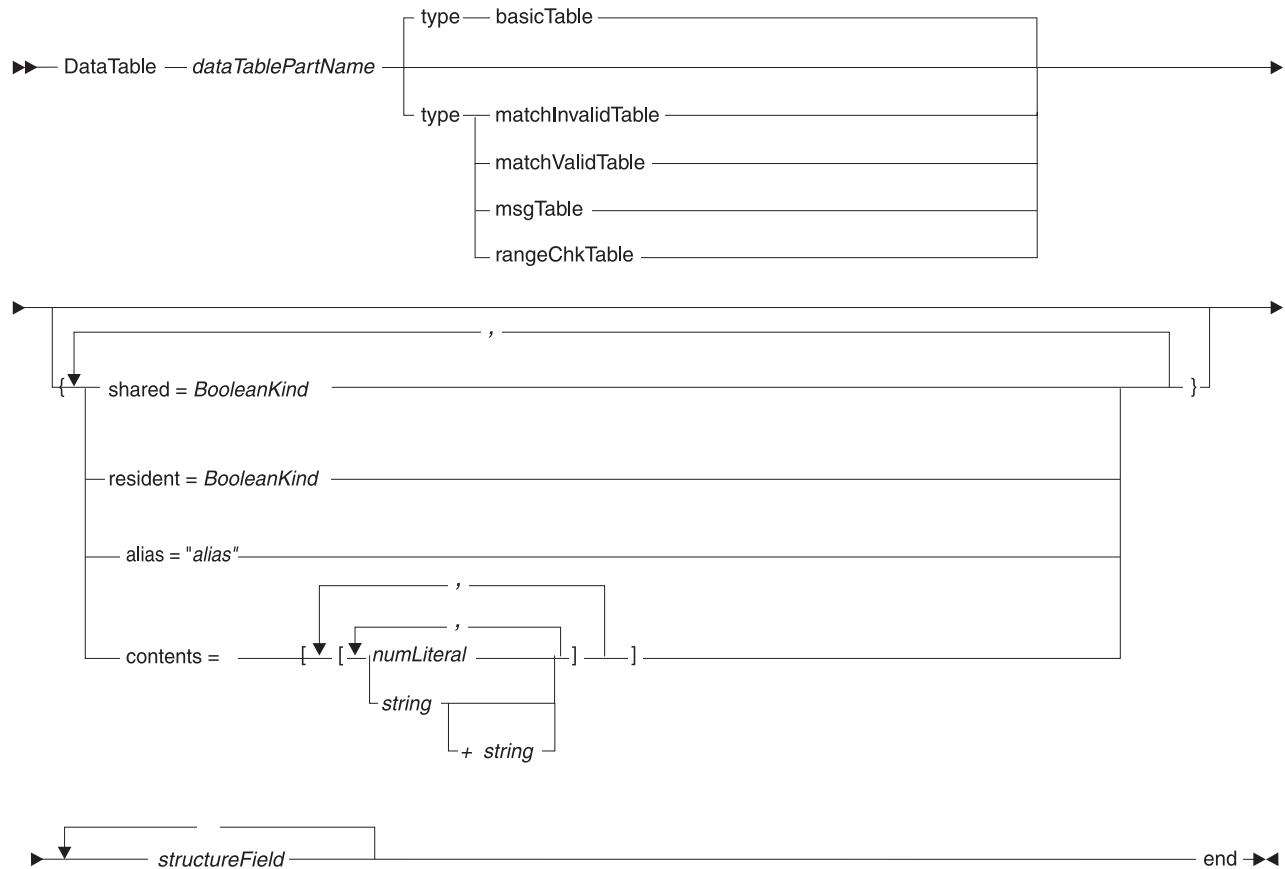 type basicTable
DataTable dataTablePartName
type matchInvalidTable
matchValidTable
msgTable
rangeChkTable
,
{ shared = BooleanKind }
resident = BooleanKind
alias = "alias"
,
,
contents = [ [ numLiteral ] ]
string
+ string
structureField end